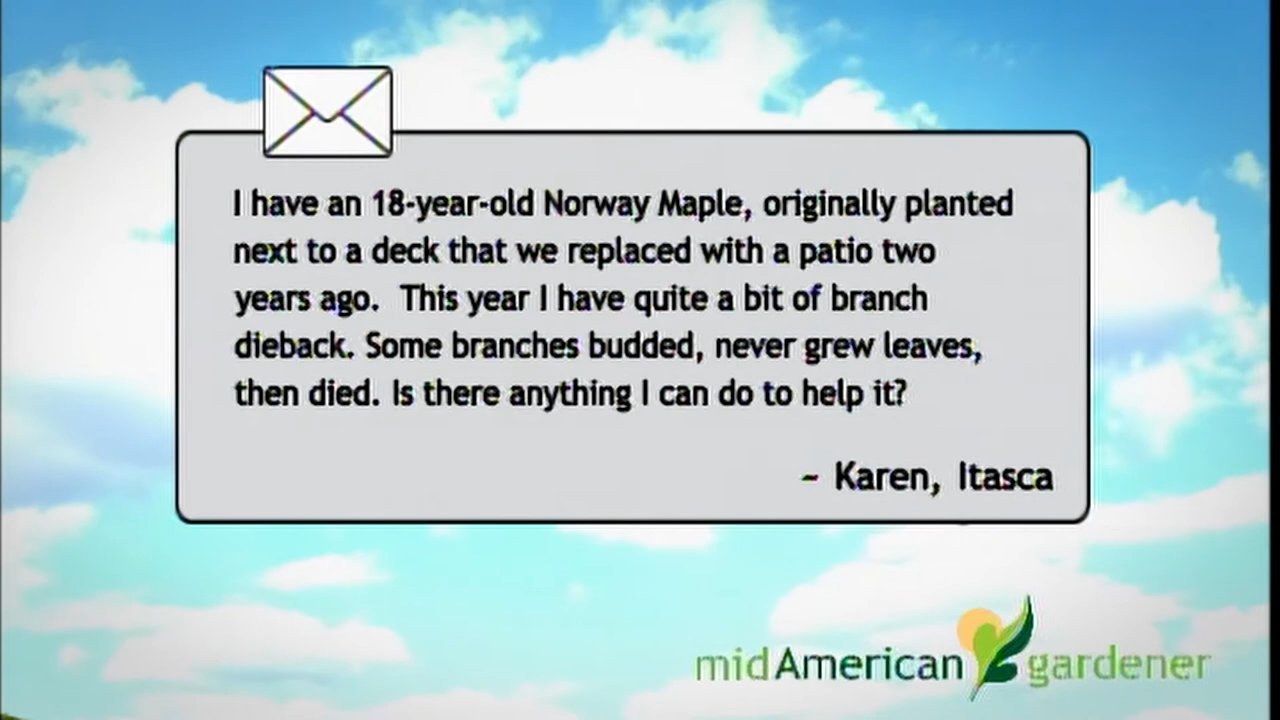 I have an 18-year-old Norway Maple, originally planted
next to a deck that we replaced with a patio two
years ago.  This year I have quite a bit of branch
dieback. Some branches budded, never grew leaves,
then died. Is there anything I can do to help it?
~ Karen, Itasca
midAmerican gardener